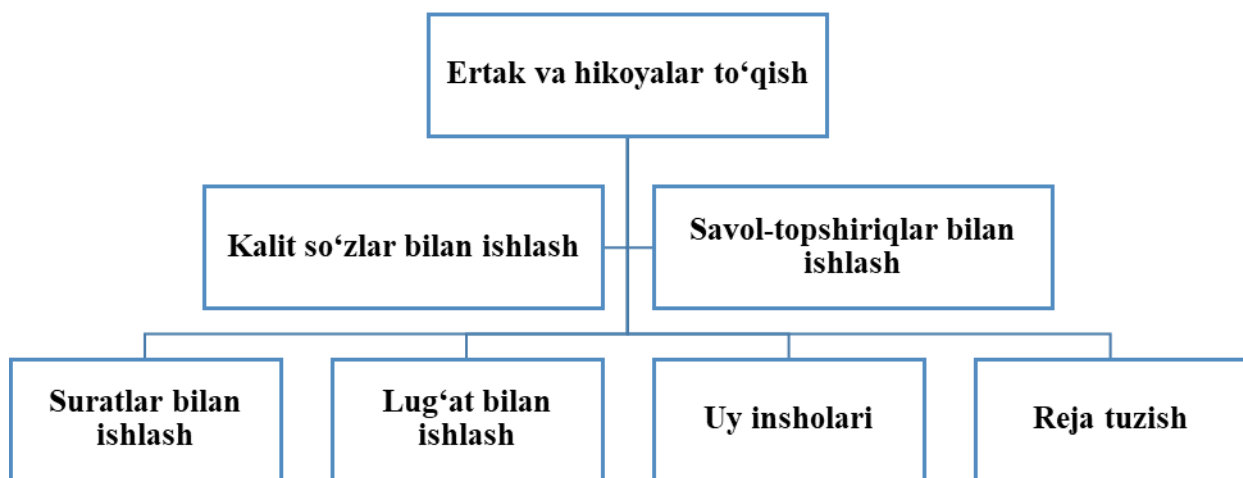 Ertak va hikoyalar to‘qish
Kalit so‘zlar bilan ishlash
Savol-topshiriqlar bilan
ishlash
Suratlar bilan
ishlash
Lug‘at bilan
ishlash
Uy insholari
Reja tuzish